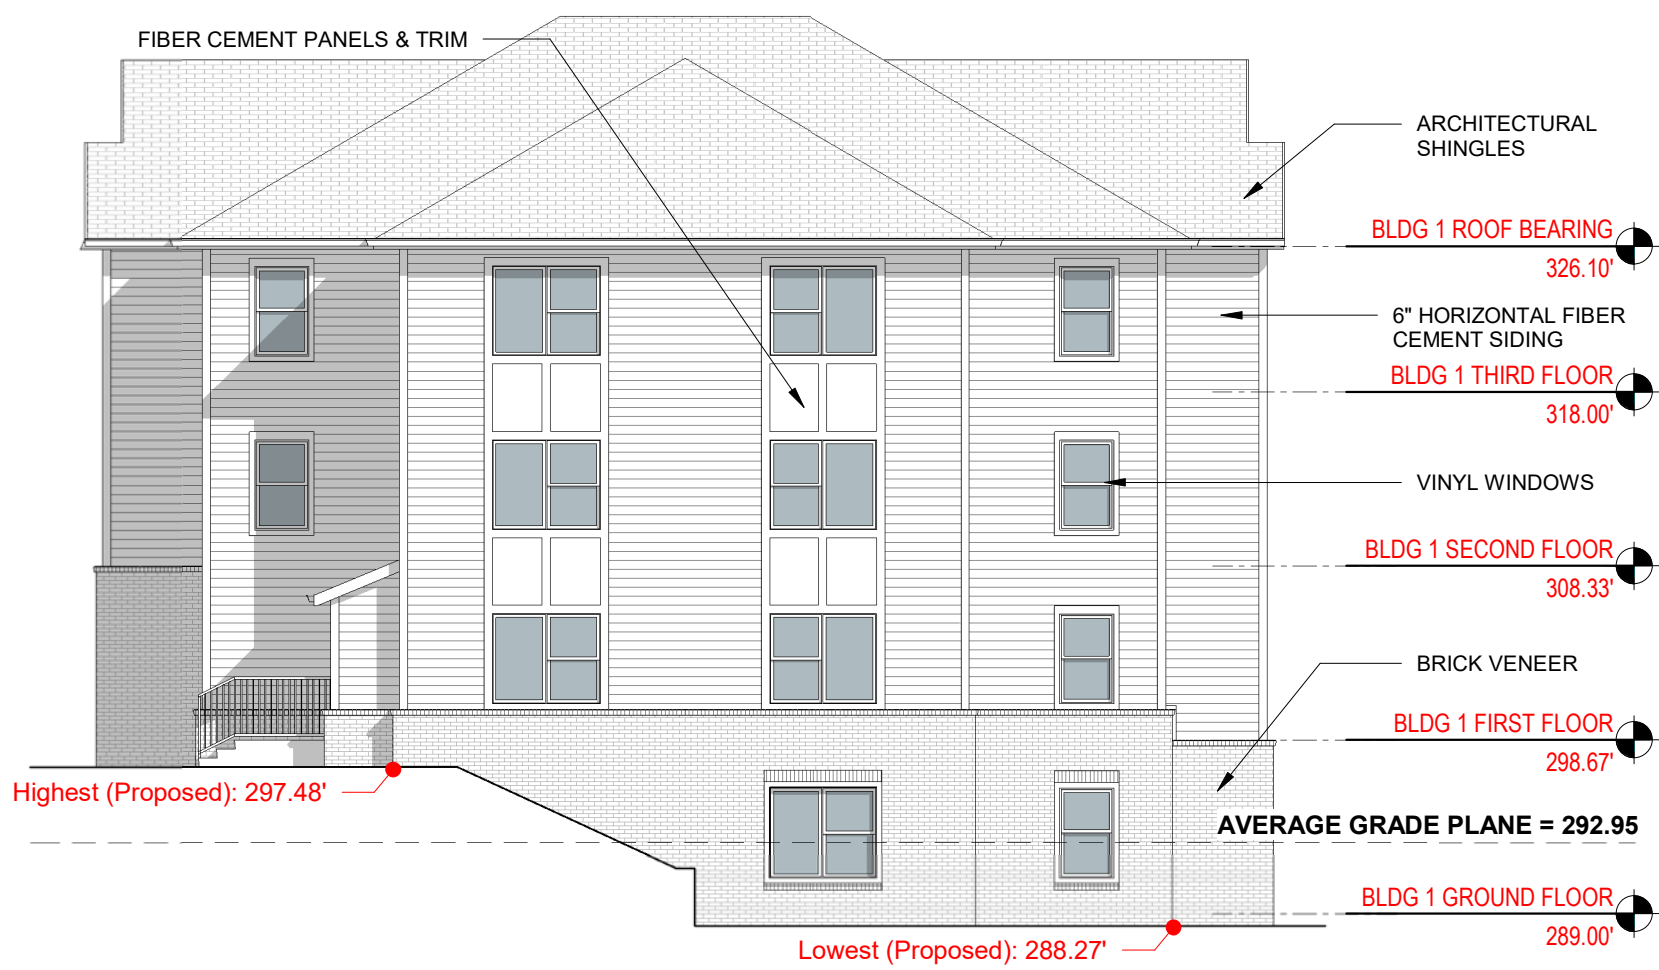 FIBER CEMENT PANELS & TRIM
ARCHITECTURAL
SHINGLES
BLDG 1 ROOF BEARING
326.10'
6" HORIZONTAL FIBER
CEMENT SIDING
BLDG 1 THIRD FLOOR
318.00'
VINYL WINDOWS
BLDG 1 SECOND FLOOR
308.33'
BRICK VENEER
BLDG 1 FIRST FLOOR
298.67'
Highest (Proposed): 297.48'
AVERAGE GRADE PLANE = 292.95
BLDG 1 GROUND FLOOR
289.00'
Lowest (Proposed): 288.27'